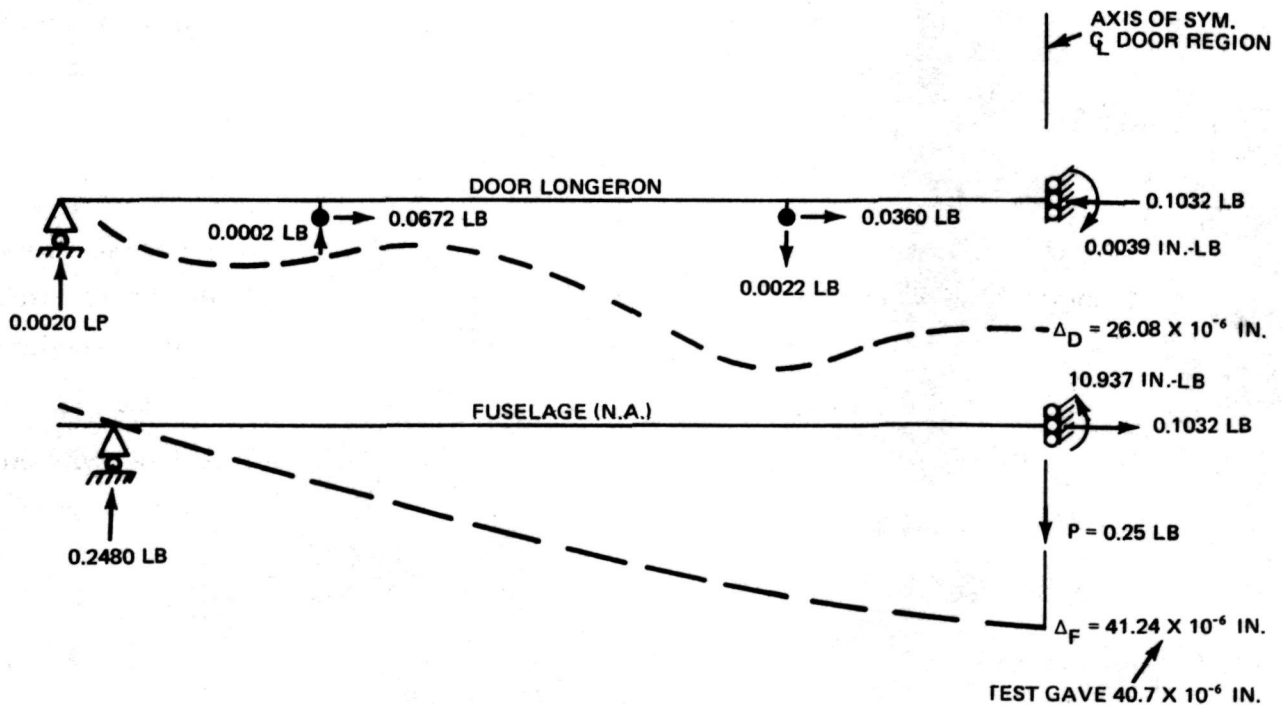 AXIS OF SYM.
℄ DOOR REGION
DOOR LONGERON
0.0672 LB
0.0360 LB
0.1032 LB
0.0002 LB
0.0039 IN.-LB
0.0022 LB
0.0020 LP
Δ_D = 26.08 X 10⁻⁶ IN.
10.937 IN.-LB
FUSELAGE (N.A.)
0.1032 LB
P = 0.25 LB
0.2480 LB
Δ_F = 41.24 X 10⁻⁶ IN.
TEST GAVE 40.7 X 10⁻⁶ IN.